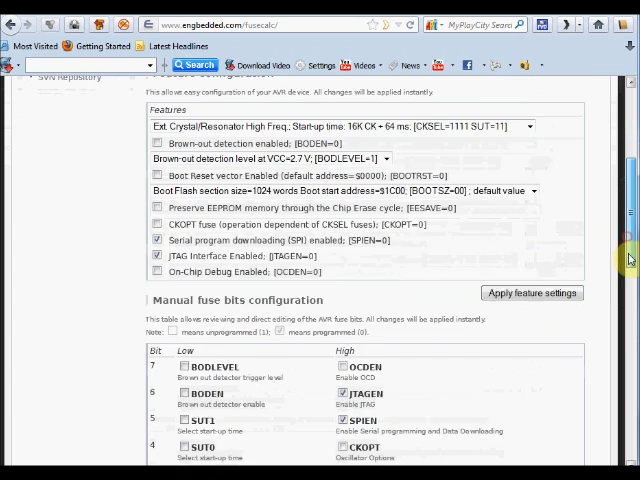 www.engbedded.com/fusecalc/
MyPlayCity Search
Most Visited
Getting Started
Latest Headlines
Search
Download Video
Settings
Videos
News
SVN Repository
Feature configuration
This allows easy configuration of your AVR device. All changes will be applied instantly.
Features
Ext. Crystal/Resonator High Freq.; Start-up time: 16K CK + 64 ms; [CKSEL=1111 SUT=11]
Brown-out detection enabled; [BODEN=0]
Brown-out detection level at VCC=2.7 V; [BODLEVEL=1]
Boot Reset vector Enabled (default address=$0000); [BOOTRST=0]
Boot Flash section size=1024 words Boot start address=$1C00; [BOOTSZ=00] ; default value
Preserve EEPROM memory through the Chip Erase cycle; [EESAVE=0]
CKOPT fuse (operation dependent of CKSEL fuses); [CKOPT=0]
Serial program downloading (SPI) enabled; [SPIEN=0]
JTAG Interface Enabled; [JTAGEN=0]
On-Chip Debug Enabled; [OCDEN=0]
Apply feature settings
Manual fuse bits configuration
This table allows reviewing and direct editing of the AVR fuse bits. All changes will be applied instantly.
Note: means unprogrammed (1); means programmed (0).
Bit Low High
7 BODLEVEL OCDEN
Brown out detector trigger level Enable OCD
6 BODEN JTAGEN
Brown out detector enable Enable JTAG
5 SUT1 SPIEN
Select start-up time Enable Serial programming and Data Downloading
4 SUT0 CKOPT
Select start-up time Oscillator Options